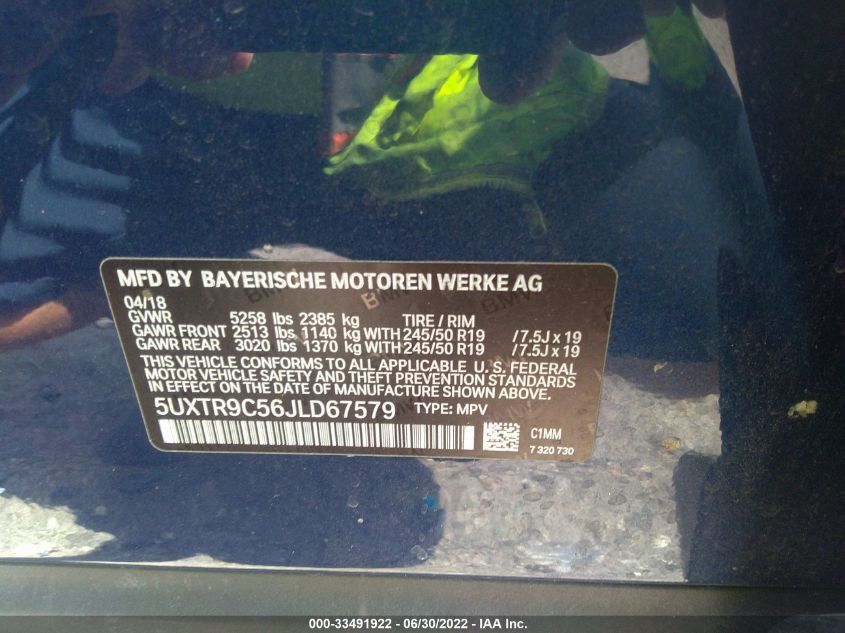 MFD BY BAYERISCHE MOTOREN WERKE AG
04/18
GVWR 5258 lbs 2385 kg TIRE / RIM
GAWR FRONT 2513 lbs 1140 kg WITH 245/50 R19 /7.5J x 19
GAWR REAR 3020 lbs 1370 kg WITH 245/50 R19 /7.5J x 19
THIS VEHICLE CONFORMS TO ALL APPLICABLE U. S. FEDERAL
MOTOR VEHICLE SAFETY AND THEFT PREVENTION STANDARDS
IN EFFECT ON THE DATE OF MANUFACTURE SHOWN ABOVE.
5UXTR9C56JLD67579 TYPE: MPV
C1MM
7 320 730
000-33491922 - 06/30/2022 - IAA Inc.